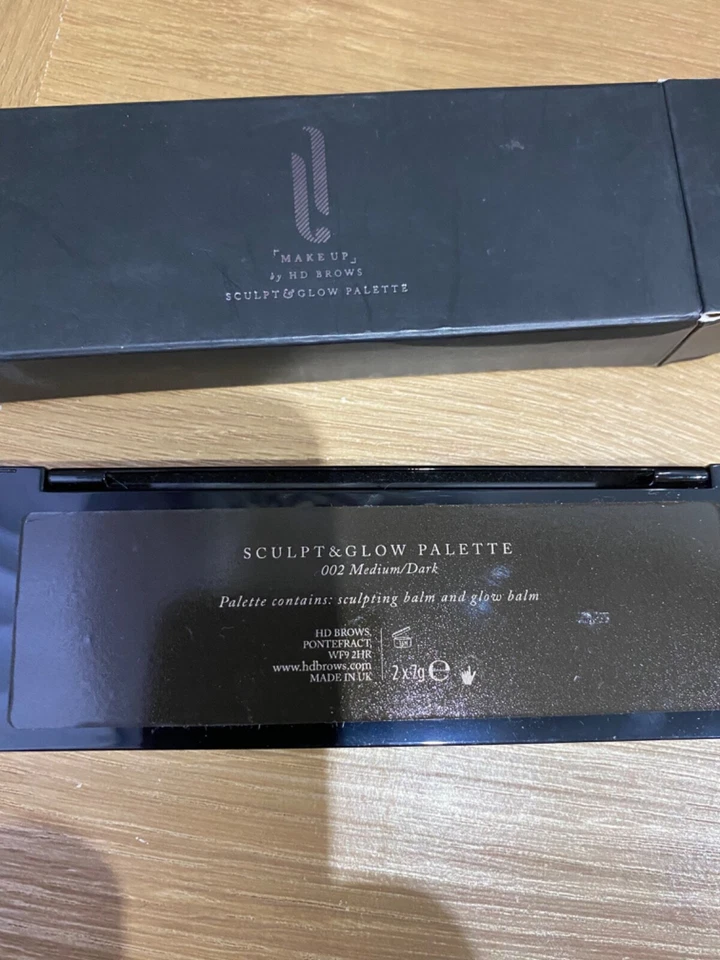 MAKE UP
by HD BROWS
SCULPT&GLOW PALETTE
SCULPT&GLOW PALETTE
002 Medium/Dark
Palette contains: sculpting balm and glow balm
HD BROWS,
PONTEFRACT,
WF9 2HR
www.hdbrows.com
MADE IN UK
2 x 7g e